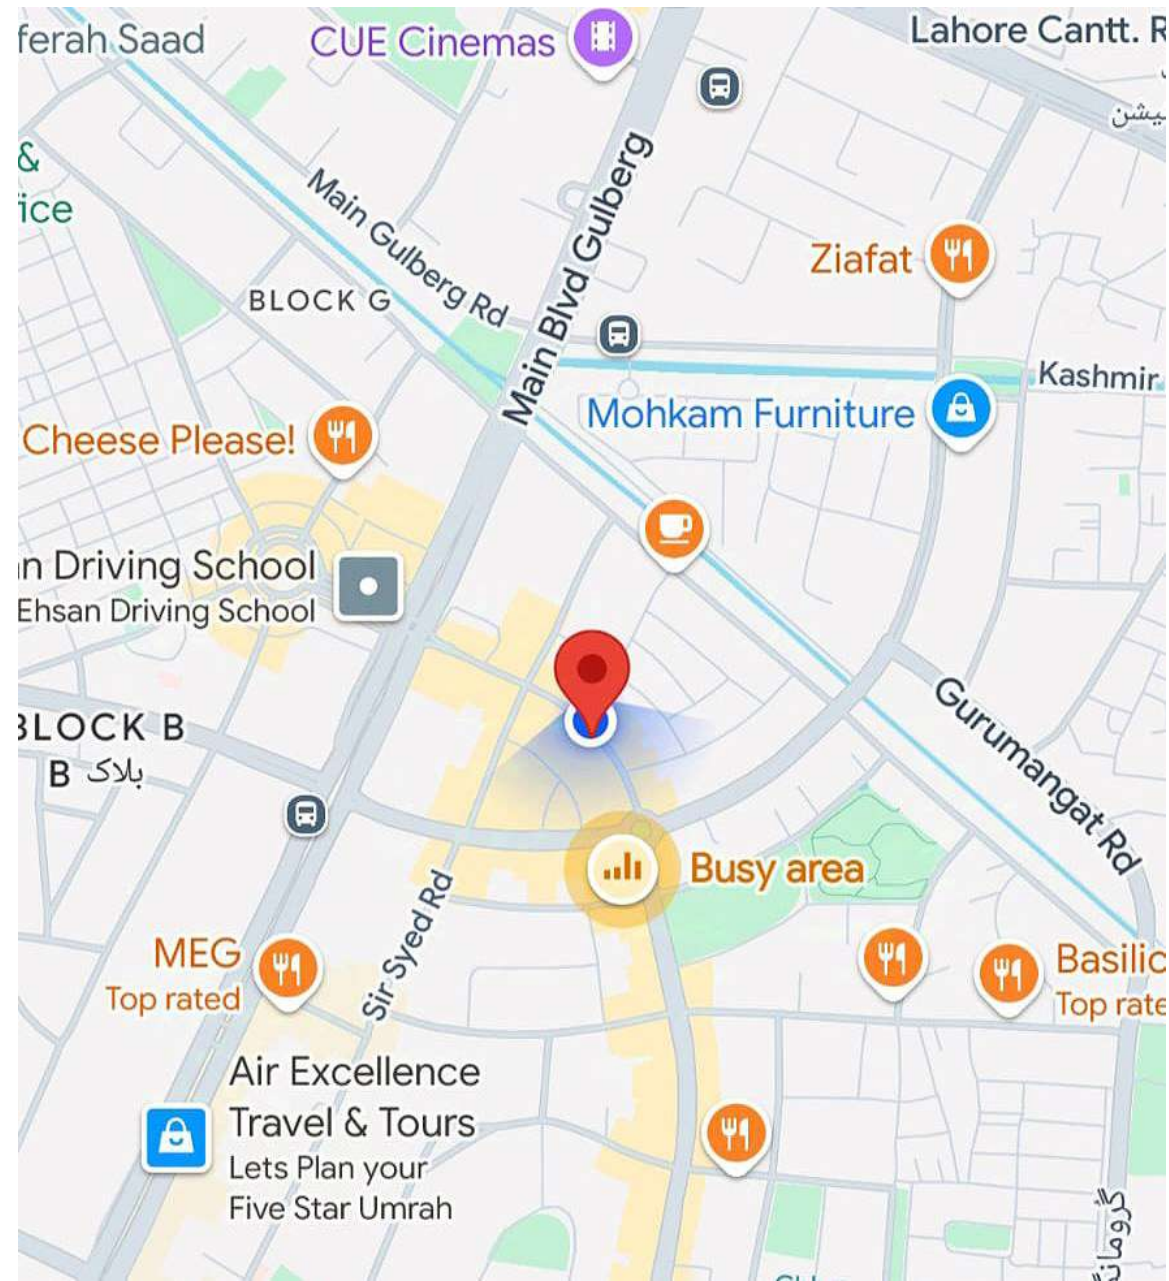 ferah Saad
CUE Cinemas
Lahore Cantt. R
یشن
&
ice
Main Gulberg Rd
Main Blvd Gulberg
Ziafat
BLOCK G
Kashmir
Mohkam Furniture
Cheese Please!
n Driving School
Ehsan Driving School
BLOCK B
بلاک B
Gurumangat Rd
Busy area
Sir Syed Rd
MEG
Top rated
Basilic
Top rate
Air Excellence
Travel & Tours
Lets Plan your
Five Star Umrah
گرومانگ